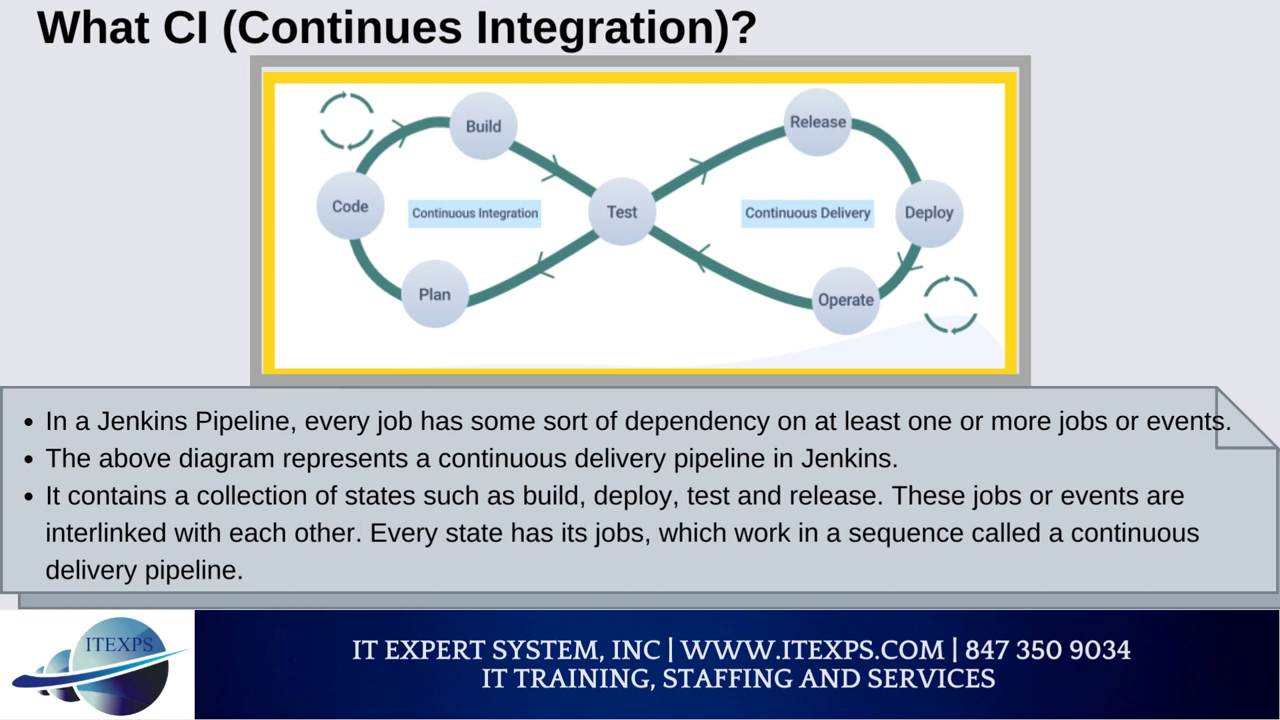 What CI (Continues Integration)?
Build
Release
Code
Continuous Integration
Test
Continuous Delivery
Deploy
Plan
Operate
• In a Jenkins Pipeline, every job has some sort of dependency on at least one or more jobs or events.
• The above diagram represents a continuous delivery pipeline in Jenkins.
• It contains a collection of states such as build, deploy, test and release. These jobs or events are
interlinked with each other. Every state has its jobs, which work in a sequence called a continuous
delivery pipeline.
ITEXPS
IT EXPERT SYSTEM, INC | WWW.ITEXPS.COM | 847 350 9034
IT TRAINING, STAFFING AND SERVICES